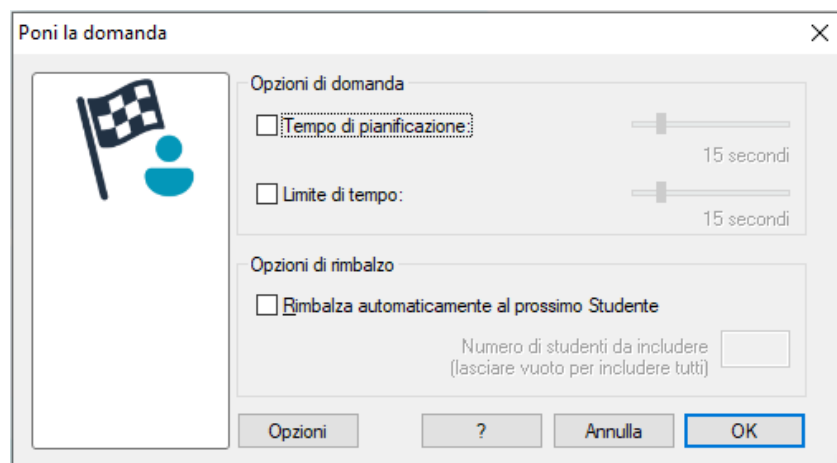 Poni la domanda
Opzioni di domanda
Tempo di pianificazione:
15 secondi
Limite di tempo:
15 secondi
Opzioni di rimbalzo
Rimbalza automaticamente al prossimo Studente
Numero di studenti da includere
(lasciare vuoto per includere tutti)
Opzioni
?
Annulla
OK